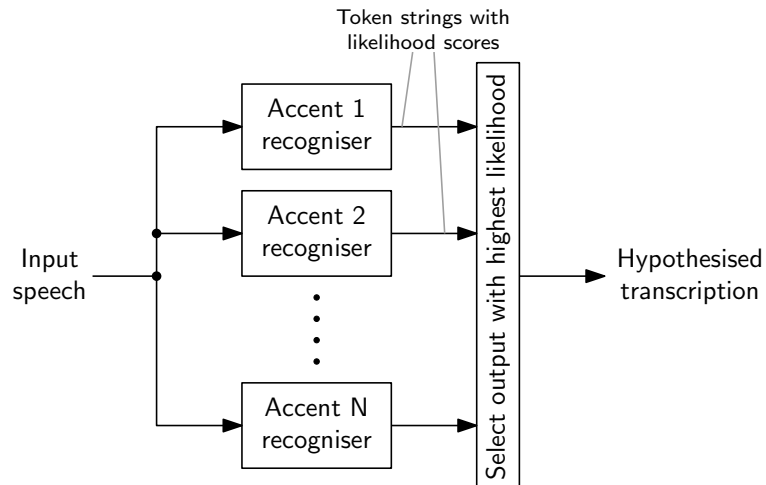 Token strings with
likelihood scores
Accent 1
recogniser
Accent 2
recogniser
Input
speech
Accent N
recogniser
Select output with highest likelihood
Hypothesised
transcription